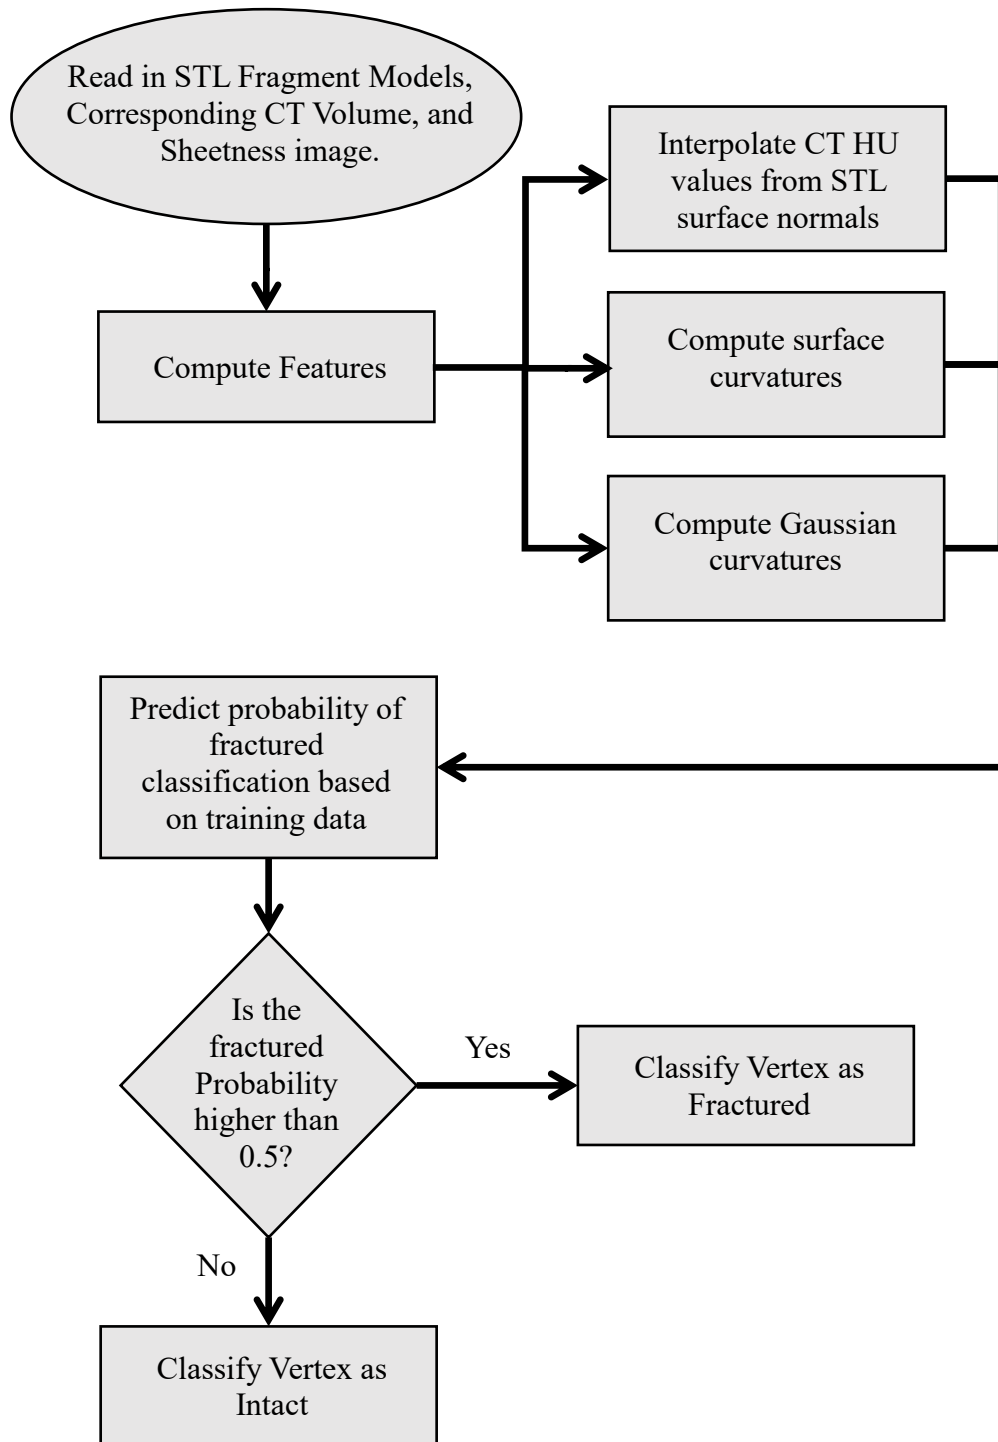 Read in STL Fragment Models,
Corresponding CT Volume, and
Sheetness image.
Compute Features
Interpolate CT HU
values from STL
surface normals
Compute surface
curvatures
Compute Gaussian
curvatures
Predict probability of
fractured
classification based
on training data
Is the
fractured
Probability
higher than
0.5?
Yes
Classify Vertex as
Fractured
No
Classify Vertex as
Intact